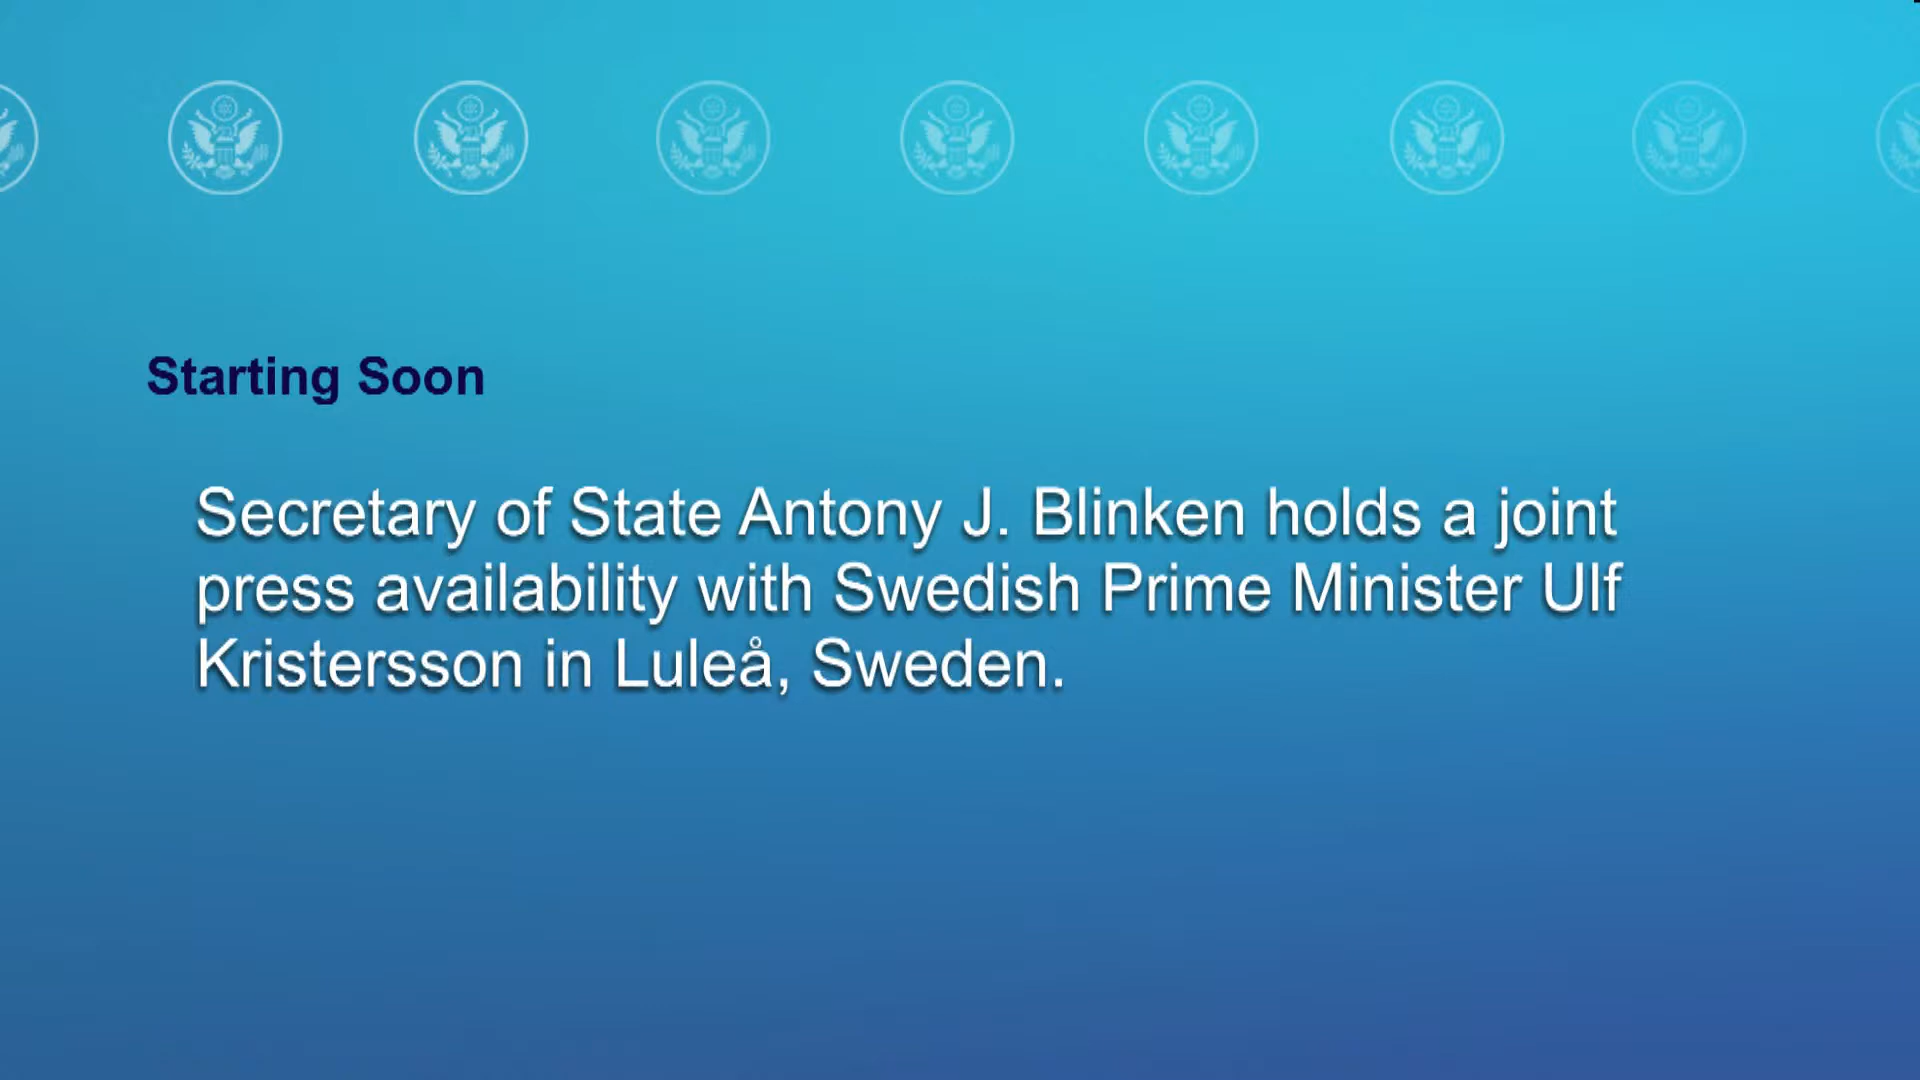 Starting Soon
Secretary of State Antony J. Blinken holds a joint
press availability with Swedish Prime Minister Ulf
Kristersson in Luleå, Sweden.